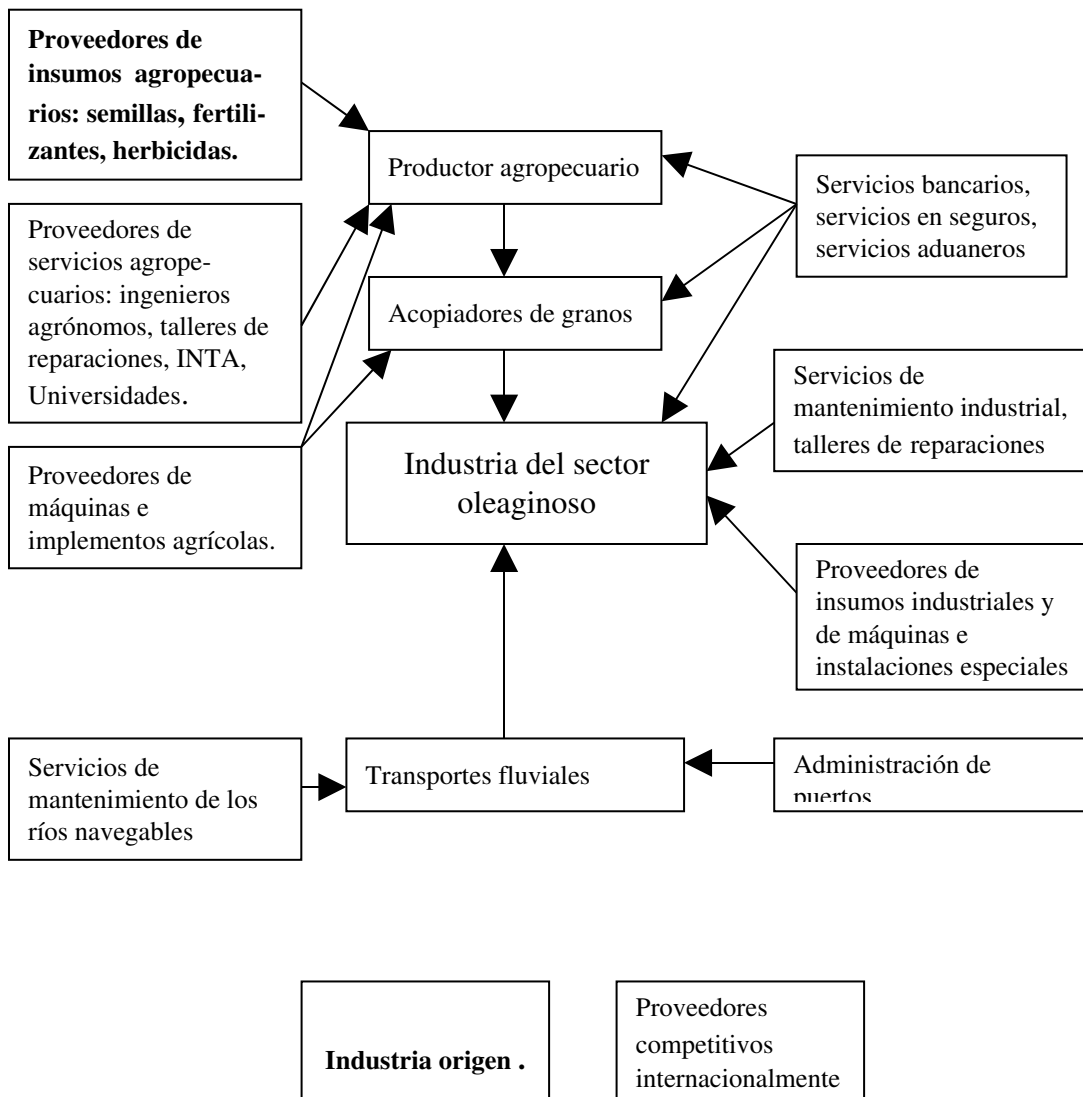 Proveedores de
insumos agropecua-
rios: semillas, fertili-
zantes, herbicidas.
Productor agropecuario
Servicios bancarios,
servicios en seguros,
servicios aduaneros
Proveedores de
servicios agrope-
cuarios: ingenieros
agrónomos, talleres de
reparaciones, INTA,
Universidades.
Acopiadores de granos
Servicios de
mantenimiento industrial,
talleres de reparaciones
Industria del sector
oleaginoso
Proveedores de
máquinas e
implementos agrícolas.
Proveedores de
insumos industriales y
de máquinas e
instalaciones especiales
Servicios de
mantenimiento de los
ríos navegables
Transportes fluviales
Administración de
puertos
Industria origen .
Proveedores
competitivos
internacionalmente